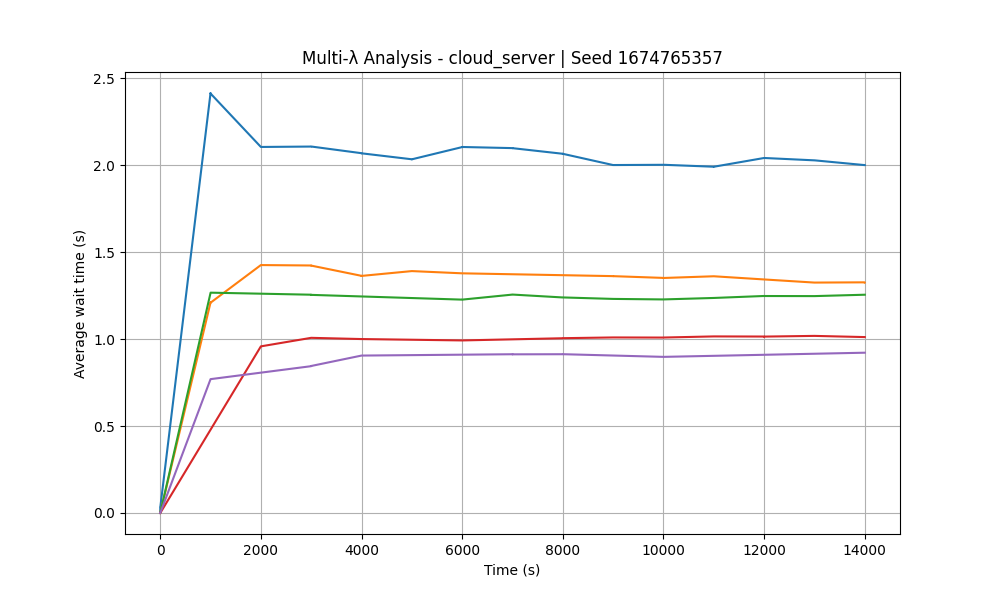 Multi-λ Analysis - cloud_server | Seed 1674765357
2.5
2.0
1.5
1.0
0.5
0.0
Average wait time (s)
0 2000 4000 6000 8000 10000 12000 14000
Time (s)